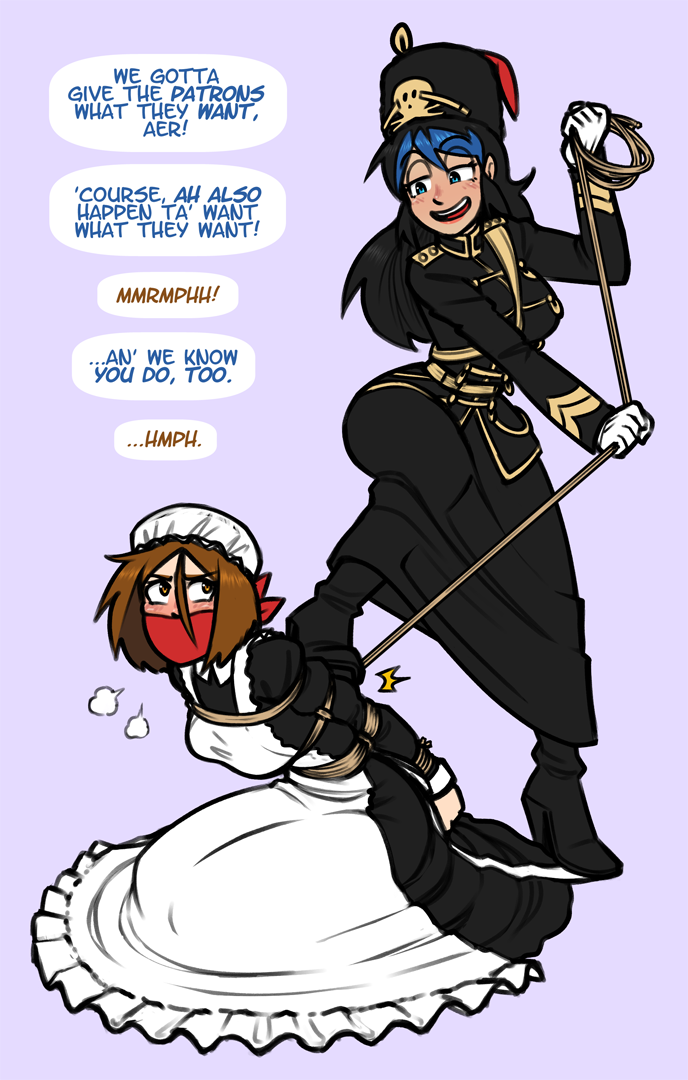 WE GOTTA
GIVE THE PATRONS
WHAT THEY WANT,
AER!
'COURSE, AH ALSO
HAPPEN TA' WANT
WHAT THEY WANT!
MMRMPHH!
...AN' WE KNOW
YOU DO, TOO.
...HMPH.